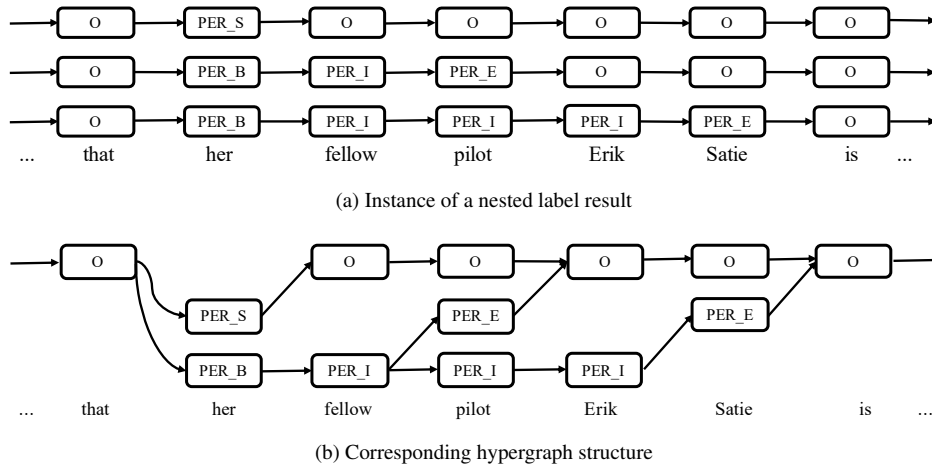 O PER_S O O O O O
O PER_B PER_I PER_E O O O
O PER_B PER_I PER_I PER_I PER_E O
... that her fellow pilot Erik Satie is ...
(a) Instance of a nested label result
O O O O O O
PER_S PER_E PER_E
PER_B PER_I PER_I PER_I
... that her fellow pilot Erik Satie is ...
(b) Corresponding hypergraph structure